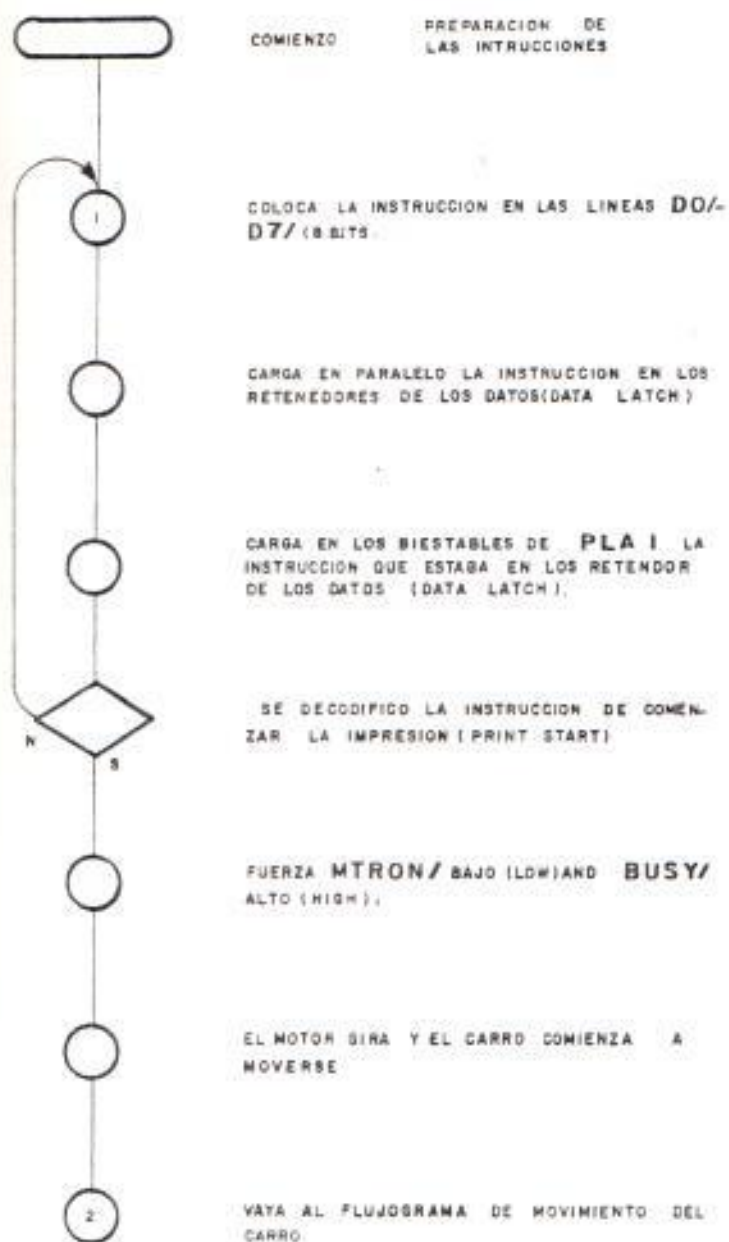 COMIENZO
PREPARACION DE
LAS INTRUCCIONES
1
COLOCA LA INSTRUCCION EN LAS LINEAS D0/-
D7/ (8 BITS.
CARGA EN PARALELO LA INSTRUCCION EN LOS
RETENEDORES DE LOS DATOS(DATA LATCH)
CARGA EN LOS BIESTABLES DE PLA I LA
INSTRUCCION QUE ESTABA EN LOS RETENDOR
DE LOS DATOS (DATA LATCH).
SE DECODIFICO LA INSTRUCCION DE COMEN-
ZAR LA IMPRESION (PRINT START)
N
S
FUERZA MTRON/ BAJO (LOW)AND BUSY/
ALTO (HIGH).
EL MOTOR GIRA Y EL CARRO COMIENZA A
MOVERSE
2
VAYA AL FLUJOGRAMA DE MOVIMIENTO DEL
CARRO.